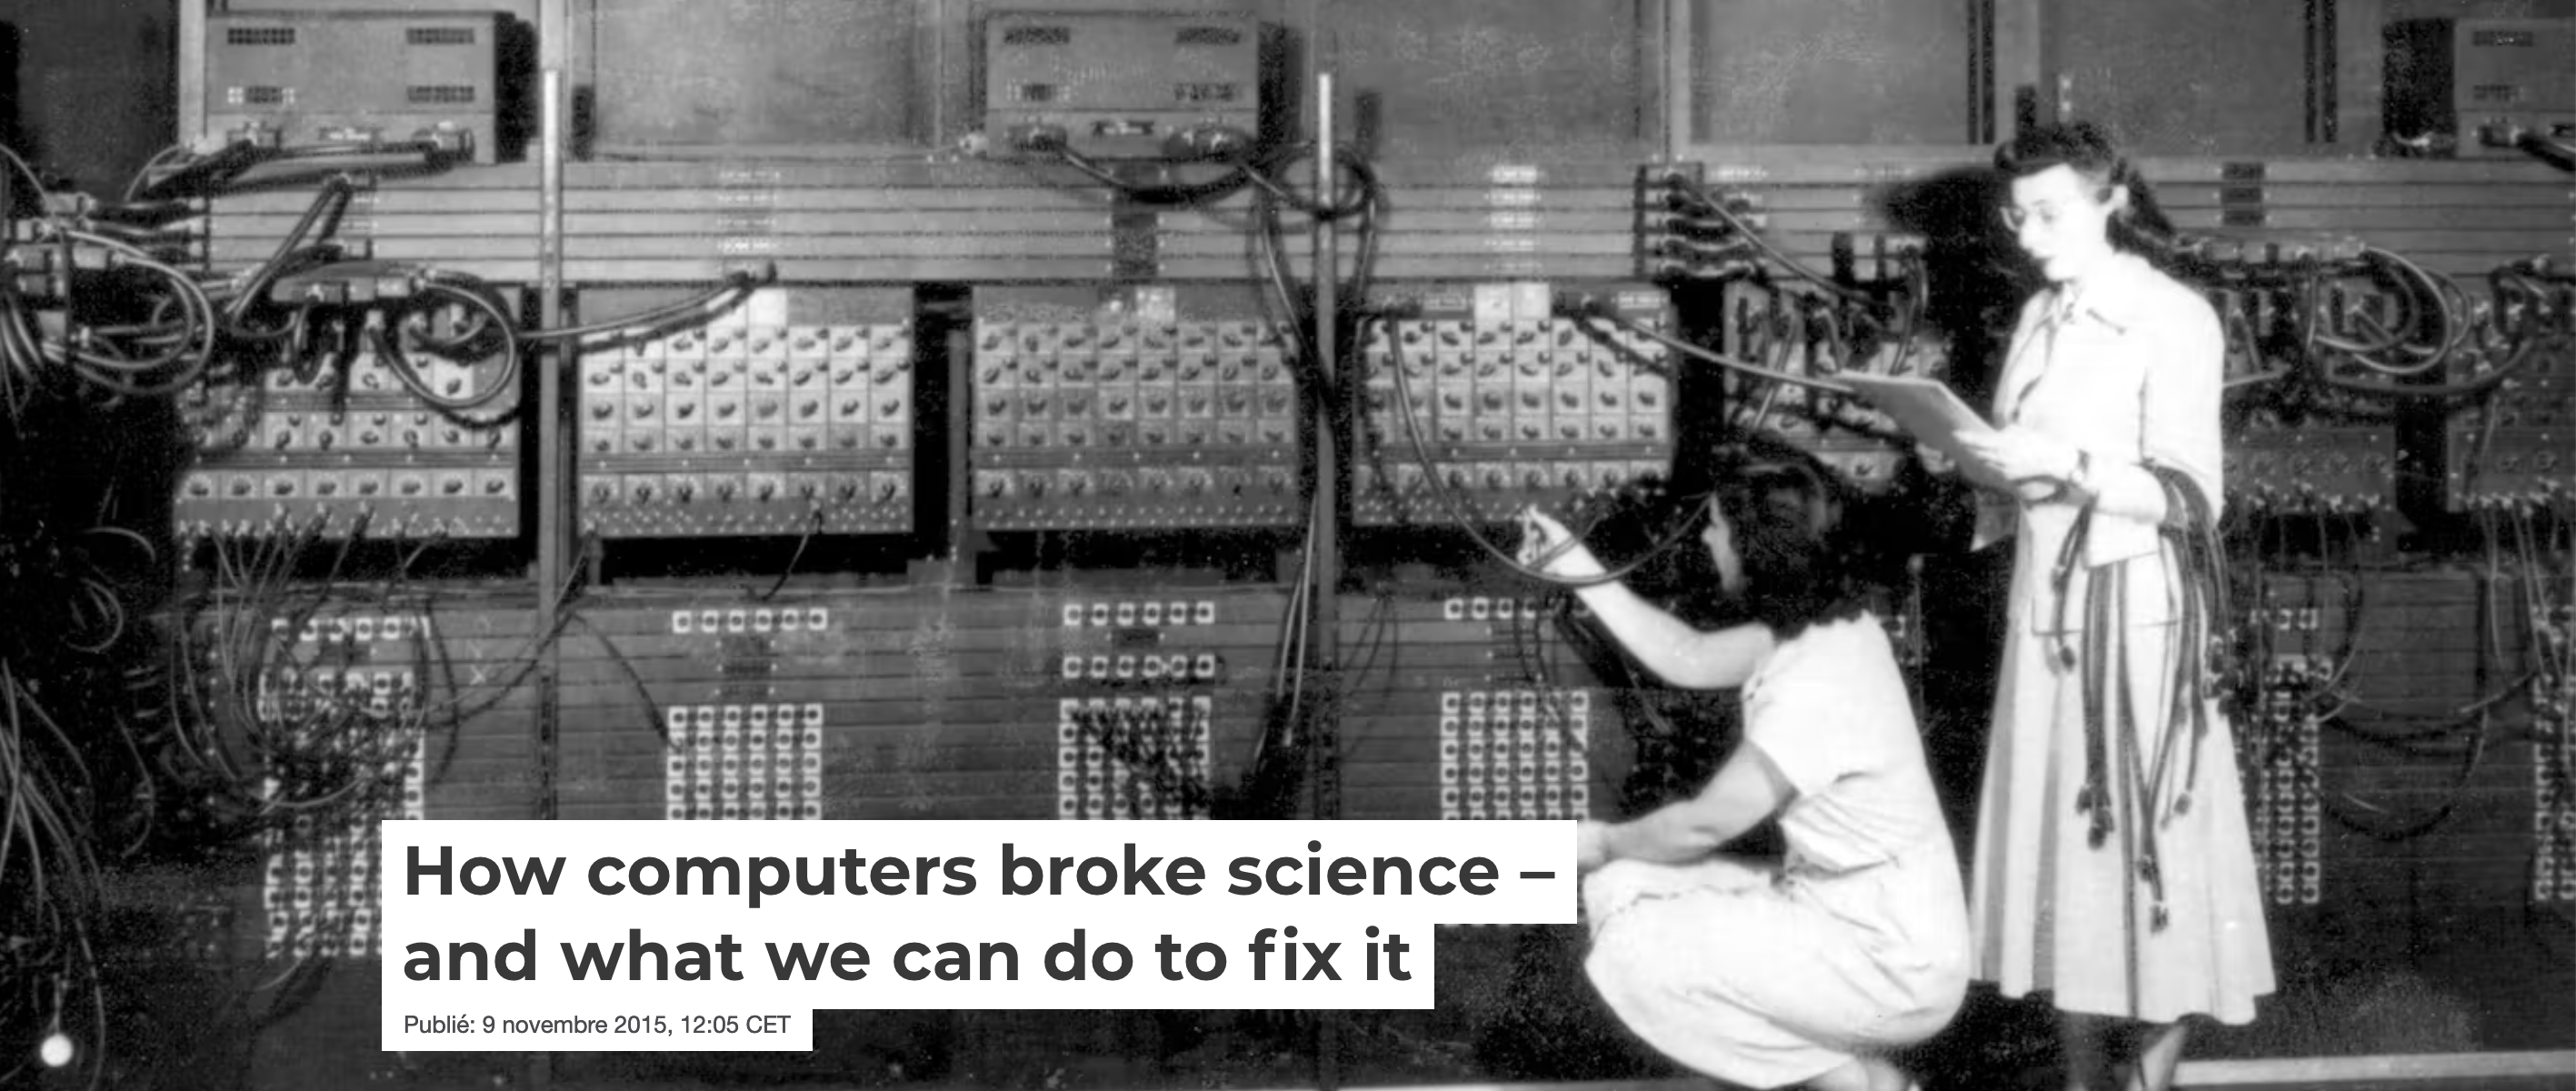 How computers broke science –
and what we can do to fix it
Publié: 9 novembre 2015, 12:05 CET